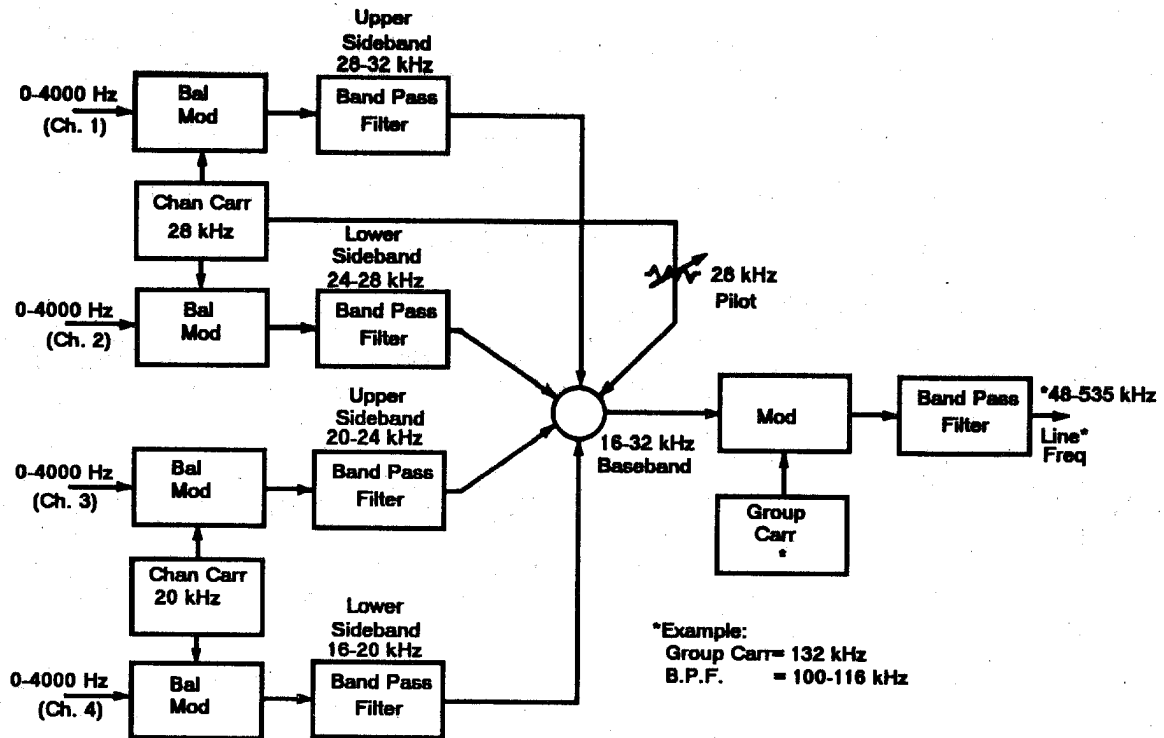 Upper
Sideband
28-32 kHz
0-4000 Hz
(Ch. 1)
Bal
Mod
Band Pass
Filter
Chan Carr
28 kHz
Lower
Sideband
24-28 kHz
28 kHz
Pilot
0-4000 Hz
(Ch. 2)
Bal
Mod
Band Pass
Filter
Upper
Sideband
20-24 kHz
0-4000 Hz
(Ch. 3)
Bal
Mod
Band Pass
Filter
16-32 kHz
Baseband
Mod
Band Pass
Filter
*48-535 kHz
Line*
Freq
Group
Carr
*
Chan Carr
20 kHz
Lower
Sideband
16-20 kHz
0-4000 Hz
(Ch. 4)
Bal
Mod
Band Pass
Filter
*Example:
Group Carr= 132 kHz
B.P.F. = 100-116 kHz